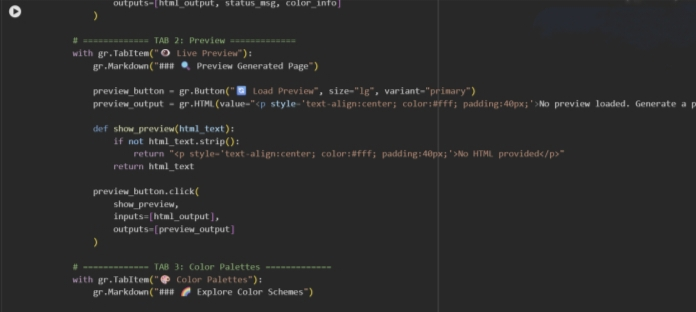 outputs=[html_output, status_msg, color_info]
)
# ============= TAB 2: Preview =============
with gr.TabItem("👁️ Live Preview"):
gr.Markdown("### 🔍 Preview Generated Page")
preview_button = gr.Button("🔄 Load Preview", size="lg", variant="primary")
preview_output = gr.HTML(value="<p style='text-align:center; color:#fff; padding:40px;'>No preview loaded. Generate a p
def show_preview(html_text):
if not html_text.strip():
return "<p style='text-align:center; color:#fff; padding:40px;'>No HTML provided</p>"
return html_text
preview_button.click(
show_preview,
inputs=[html_output],
outputs=[preview_output]
)
# ============= TAB 3: Color Palettes =============
with gr.TabItem("🎨 Color Palettes"):
gr.Markdown("### 🌈 Explore Color Schemes")